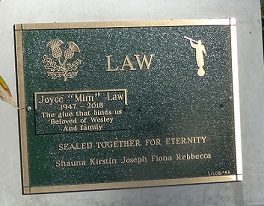 LAW
Joyce "Mim" Law
1947 - 2018
The glue that binds us
Beloved of Wesley
And family
SEALED TOGETHER FOR ETERNITY
Shauna Kirstin Joseph Fiona Rebbecca